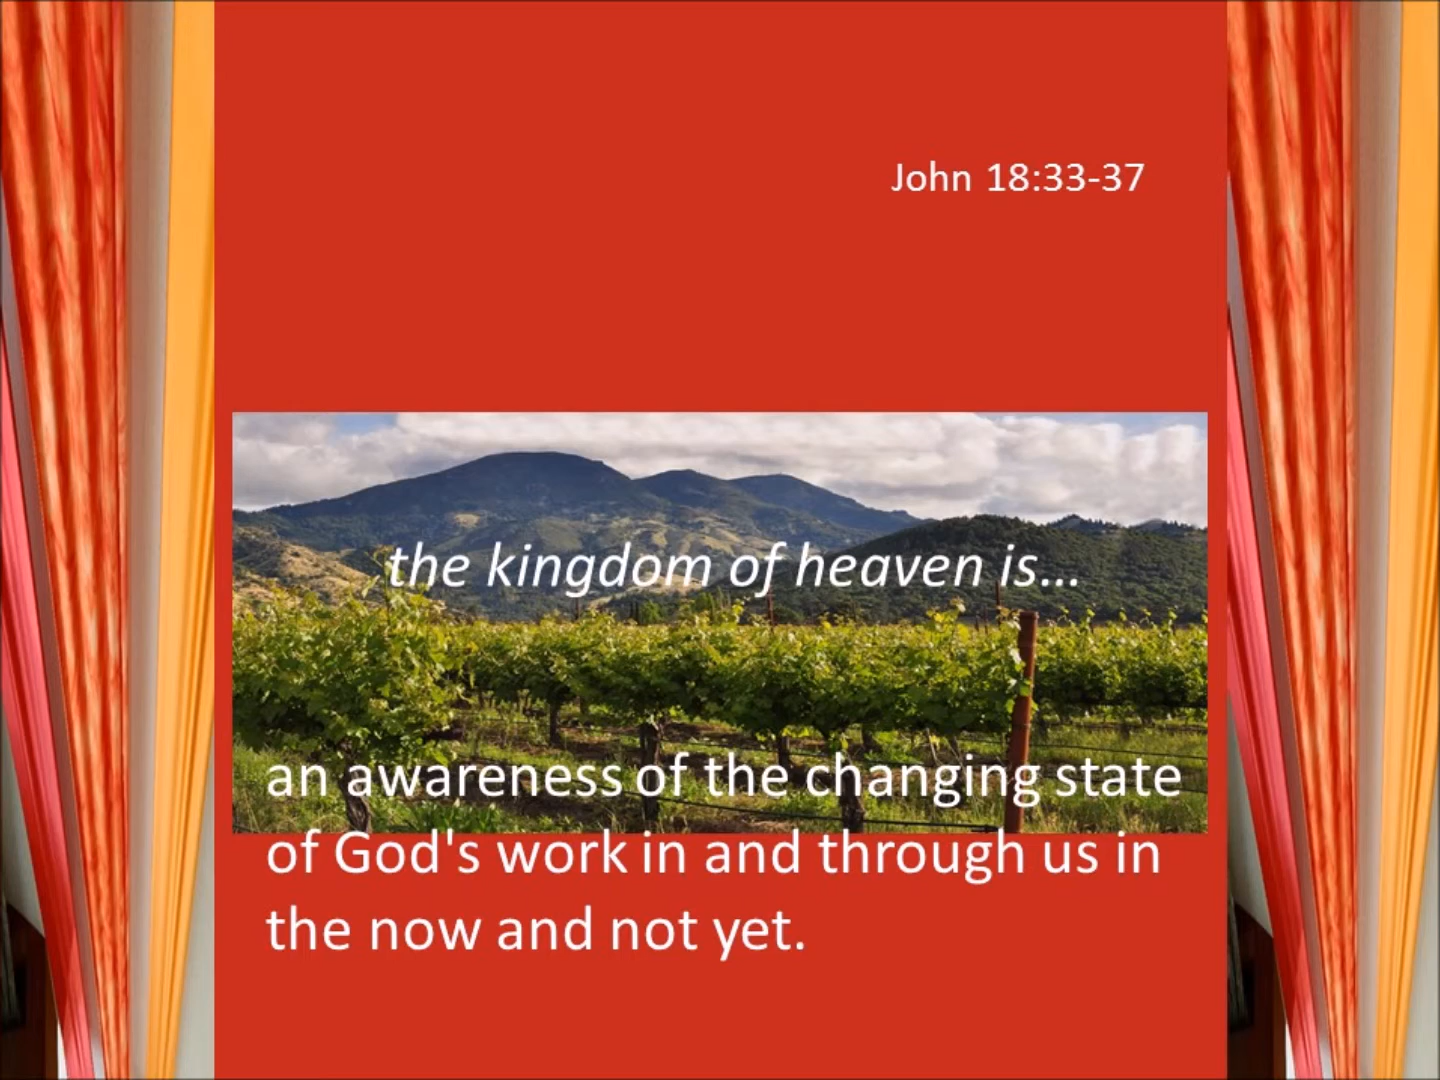 John 18:33-37
the kingdom of heaven is...
an awareness of the changing state
of God's work in and through us in
the now and not yet.